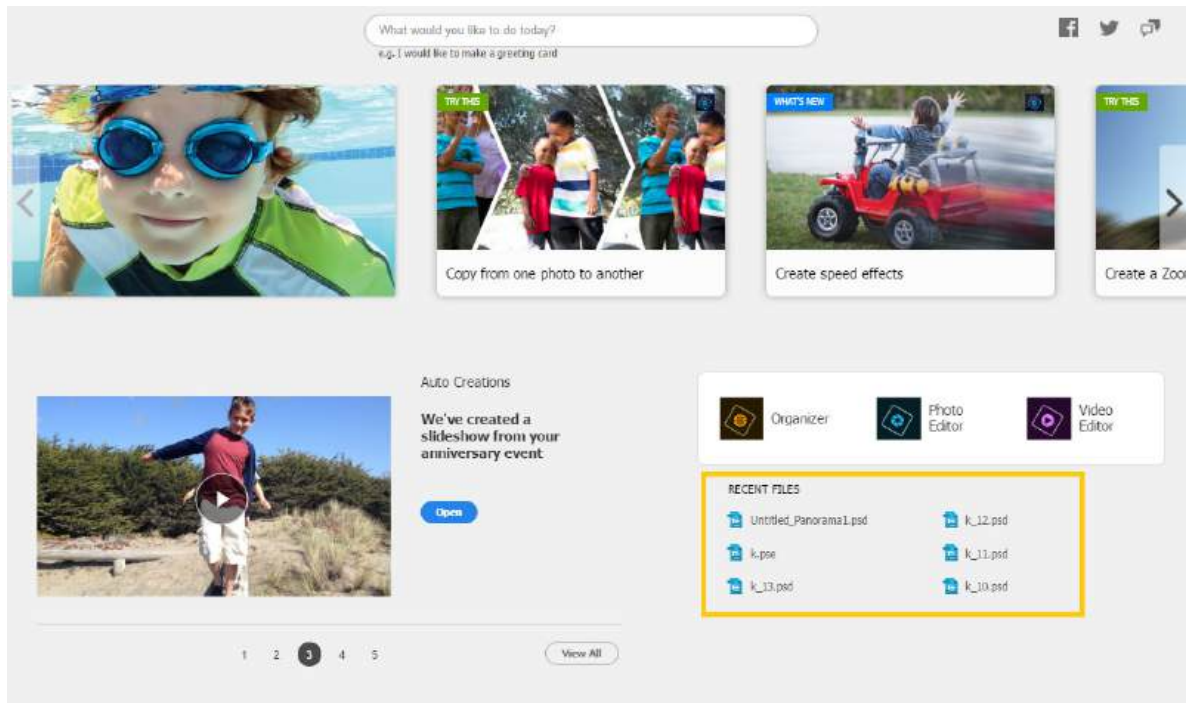 What would you like to do today?
e.g. I would like to make a greeting card
TRY THIS
WHAT'S NEW
TRY THIS
Copy from one photo to another
Create speed effects
Create a Zoo
Auto Creations
We've created a
slideshow from your
anniversary event
Open
Organizer
Photo
Editor
Video
Editor
RECENT FILES
Untitled_Panorama1.psd
k_12.psd
k.pse
k_11.psd
k_13.psd
k_10.psd
1 2 3 4 5
View All